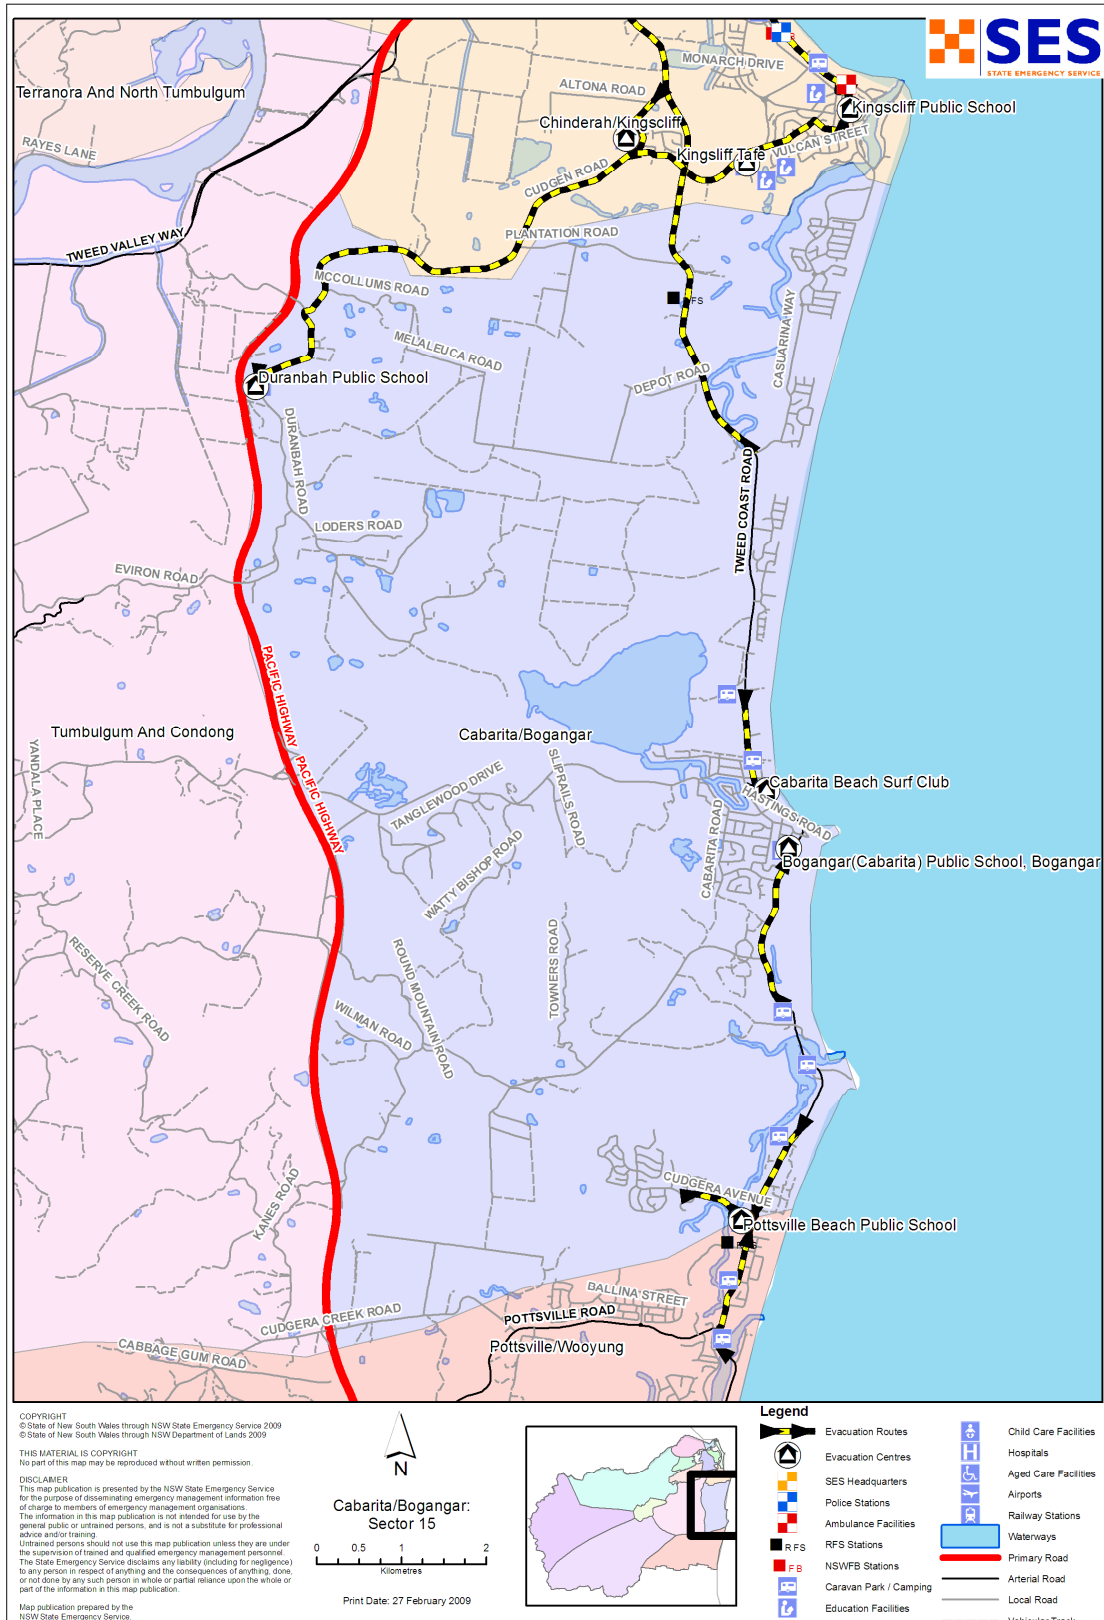 SES
STATE EMERGENCY SERVICE
MONARCH DRIVE
ALTONA ROAD
Terranora And North Tumbulgum
Kingscliff Public School
Chinderah/Kingscliff
VULCAN STREET
RAYES LANE
Kingsliff Tafe
CUDGEN ROAD
PLANTATION ROAD
TWEED VALLEY WAY
MCCOLLUMS ROAD
RFS
CASUARINA WAY
MELALEUCA ROAD
DEPOT ROAD
Duranbah Public School
DURANBAH ROAD
TWEED COAST ROAD
LODERS ROAD
EVIRON ROAD
PACIFIC HIGHWAY
Tumbulgum And Condong
Cabarita/Bogangar
YANDALA PLACE
PACIFIC HIGHWAY
TANGLEWOOD DRIVE
SLIPRAILS ROAD
Cabarita Beach Surf Club
HASTINGS ROAD
CABARITA ROAD
WATTY BISHOP ROAD
Bogangar(Cabarita) Public School, Bogangar
RESERVE CREEK ROAD
ROUND MOUNTAIN ROAD
TOWNERS ROAD
WILMAN ROAD
KANES ROAD
CUDGERA AVENUE
Pottsville Beach Public School
BALLINA STREET
CUDGERA CREEK ROAD
POTTSVILLE ROAD
CABBAGE GUM ROAD
Pottsville/Wooyung
COPYRIGHT
© State of New South Wales through NSW State Emergency Service 2009
© State of New South Wales through NSW Department of Lands 2009
THIS MATERIAL IS COPYRIGHT
No part of this map may be reproduced without written permission.
DISCLAIMER
This map publication is presented by the NSW State Emergency Service
for the purpose of disseminating emergency management information free
of charge to members of emergency management organisations.
The information in this map publication is not intended for use by the
general public or untrained persons, and is not a substitute for professional
advice and/or training.
Untrained persons should not use this map publication unless they are under
the supervision of trained and qualified emergency management personnel.
The State Emergency Service disclaims any liability (including for negligence)
to any person in respect of anything and the consequences of anything, done,
or not done by any such person in whole or partial reliance upon the whole or
part of the information in this map publication.
Map publication prepared by the
NSW State Emergency Service.
N
Cabarita/Bogangar:
Sector 15
0 0.5 1 2
Kilometres
Print Date: 27 February 2009
Legend
Evacuation Routes
Evacuation Centres
SES Headquarters
Police Stations
Ambulance Facilities
RFS RFS Stations
FB NSWFB Stations
Caravan Park / Camping
Education Facilities
Child Care Facilities
Hospitals
Aged Care Facilities
Airports
Railway Stations
Waterways
Primary Road
Arterial Road
Local Road
Vehicular Track